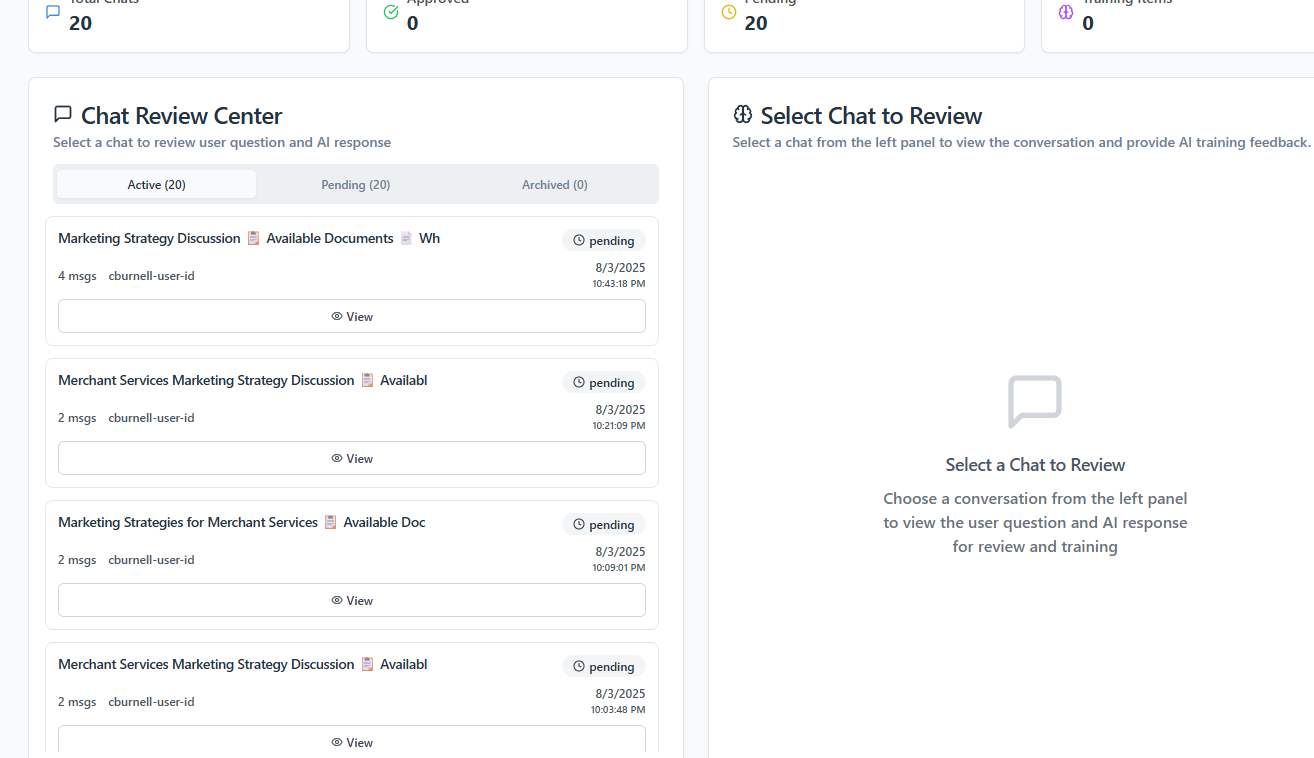 Total Chats
20
Approved
0
Pending
20
Training Items
0
Chat Review Center
Select a chat to review user question and AI response
Active (20)
Pending (20)
Archived (0)
Marketing Strategy Discussion 📋 Available Documents 📄 Wh
pending
4 msgs cburnell-user-id
8/3/2025
10:43:18 PM
View
Merchant Services Marketing Strategy Discussion 📋 Availabl
pending
2 msgs cburnell-user-id
8/3/2025
10:21:09 PM
View
Marketing Strategies for Merchant Services 📋 Available Doc
pending
2 msgs cburnell-user-id
8/3/2025
10:09:01 PM
View
Merchant Services Marketing Strategy Discussion 📋 Availabl
pending
2 msgs cburnell-user-id
8/3/2025
10:03:48 PM
View
Select Chat to Review
Select a chat from the left panel to view the conversation and provide AI training feedback.
Select a Chat to Review
Choose a conversation from the left panel
to view the user question and AI response
for review and training